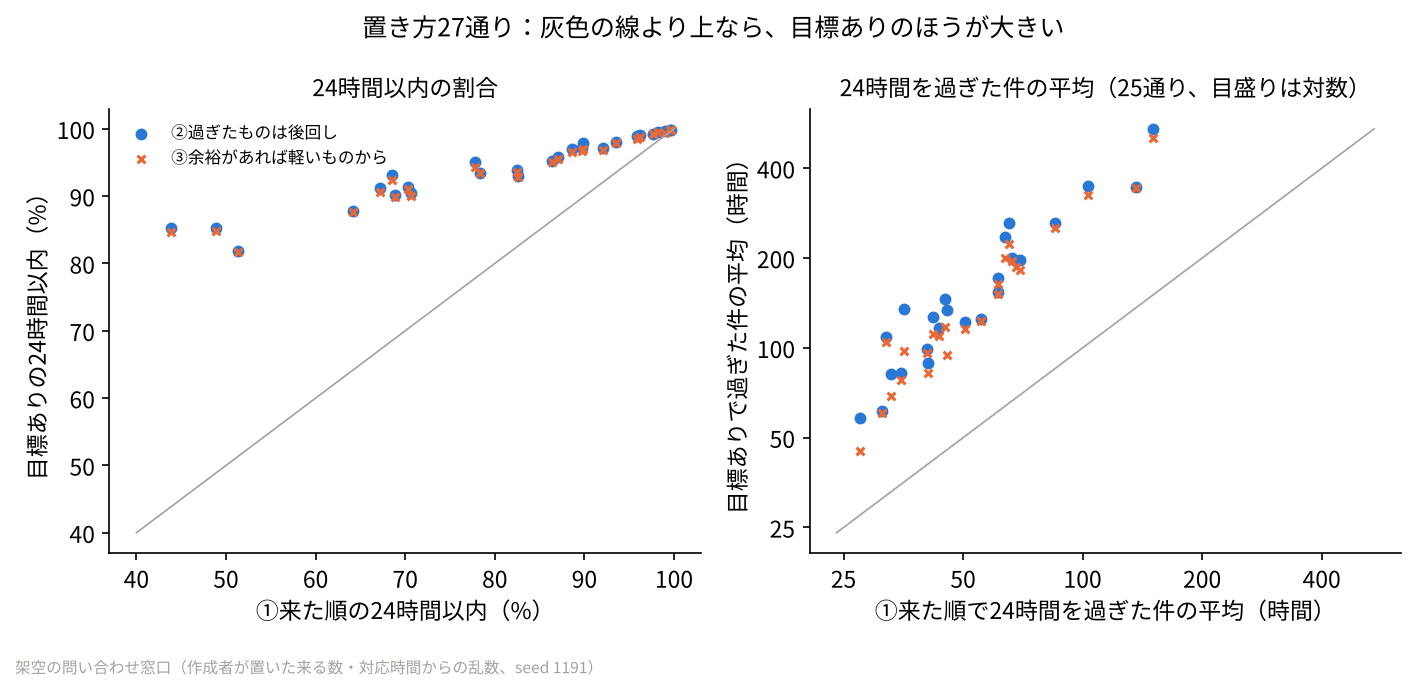 置き方27通り：灰色の線より上なら、目標ありのほうが大きい
24時間以内の割合
目標ありの24時間以内（%）
100
90
80
70
60
50
40
②過ぎたものは後回し
③余裕があれば軽いものから
40 50 60 70 80 90 100
①来た順の24時間以内（%）
24時間を過ぎた件の平均（25通り、目盛りは対数）
目標ありで過ぎた件の平均（時間）
400
200
100
50
25
25 50 100 200 400
①来た順で24時間を過ぎた件の平均（時間）
架空の問い合わせ窓口（作成者が置いた来る数・対応時間からの乱数、seed 1191）